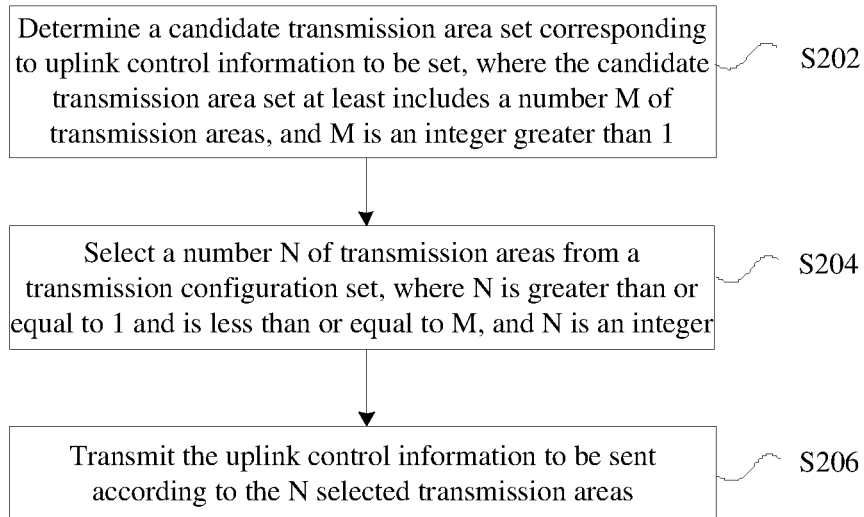 Determine a candidate transmission area set corresponding
to uplink control information to be set, where the candidate
transmission area set at least includes a number M of
transmission areas, and M is an integer greater than 1
S202
Select a number N of transmission areas from a
transmission configuration set, where N is greater than or
equal to 1 and is less than or equal to M, and N is an integer
S204
Transmit the uplink control information to be sent
according to the N selected transmission areas
S206